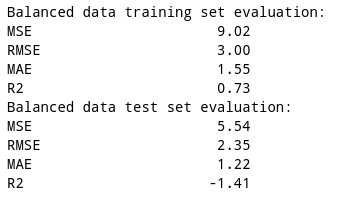 Balanced data training set evaluation:
MSE 9.02
RMSE 3.00
MAE 1.55
R2 0.73
Balanced data test set evaluation:
MSE 5.54
RMSE 2.35
MAE 1.22
R2 -1.41